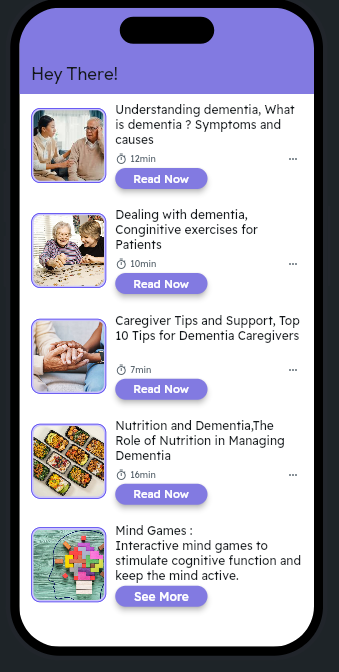 Hey There!
Understanding dementia, What
is dementia ? Symptoms and
causes
12min
Read Now
Dealing with dementia,
Conginitive exercises for
Patients
10min
Read Now
Caregiver Tips and Support, Top
10 Tips for Dementia Caregivers
7min
Read Now
Nutrition and Dementia,The
Role of Nutrition in Managing
Dementia
16min
Read Now
Mind Games :
Interactive mind games to
stimulate cognitive function and
keep the mind active.
See More